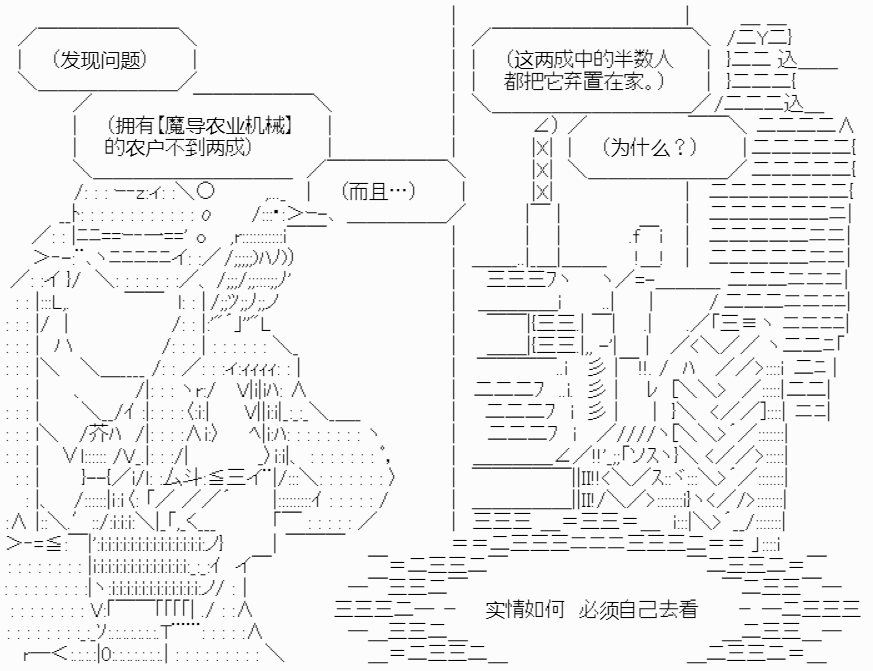 （发现问题）
（拥有【魔导农业机械】
的农户不到两成）
（而且…）
（这两成中的半数人
都把它弃置在家。）
（为什么？）
实情如何 必须自己去看